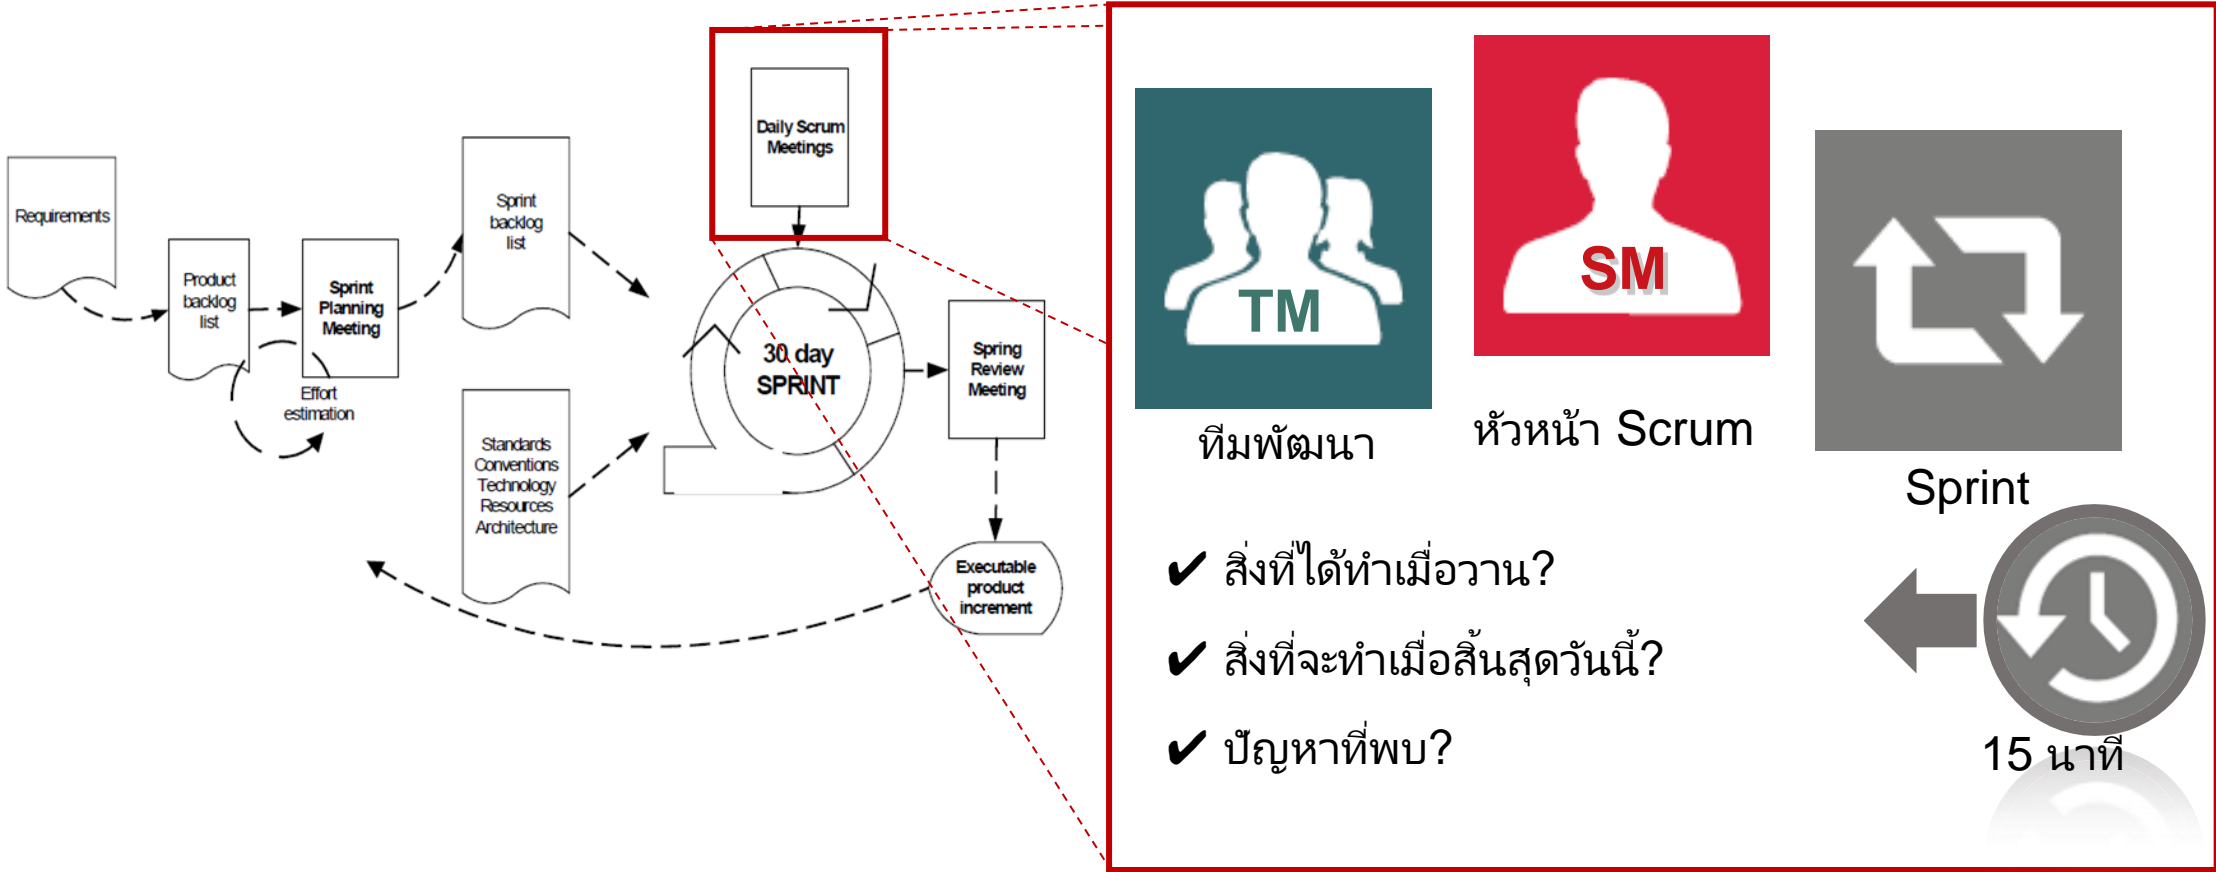 Requirements
Product
backlog
list
Sprint
Planning
Meeting
Effort
estimation
Sprint
backlog
list
Standards
Conventions
Technology
Resources
Architecture
Daily Scrum
Meetings
30 day
SPRINT
Spring
Review
Meeting
Executable
product
increment
TM
ทีมพัฒนา
SM
หัวหน้า Scrum
Sprint
✔ สิ่งที่ได้ทำเมื่อวาน?
✔ สิ่งที่จะทำเมื่อสิ้นสุดวันนี้?
✔ ปัญหาที่พบ?
15 นาที